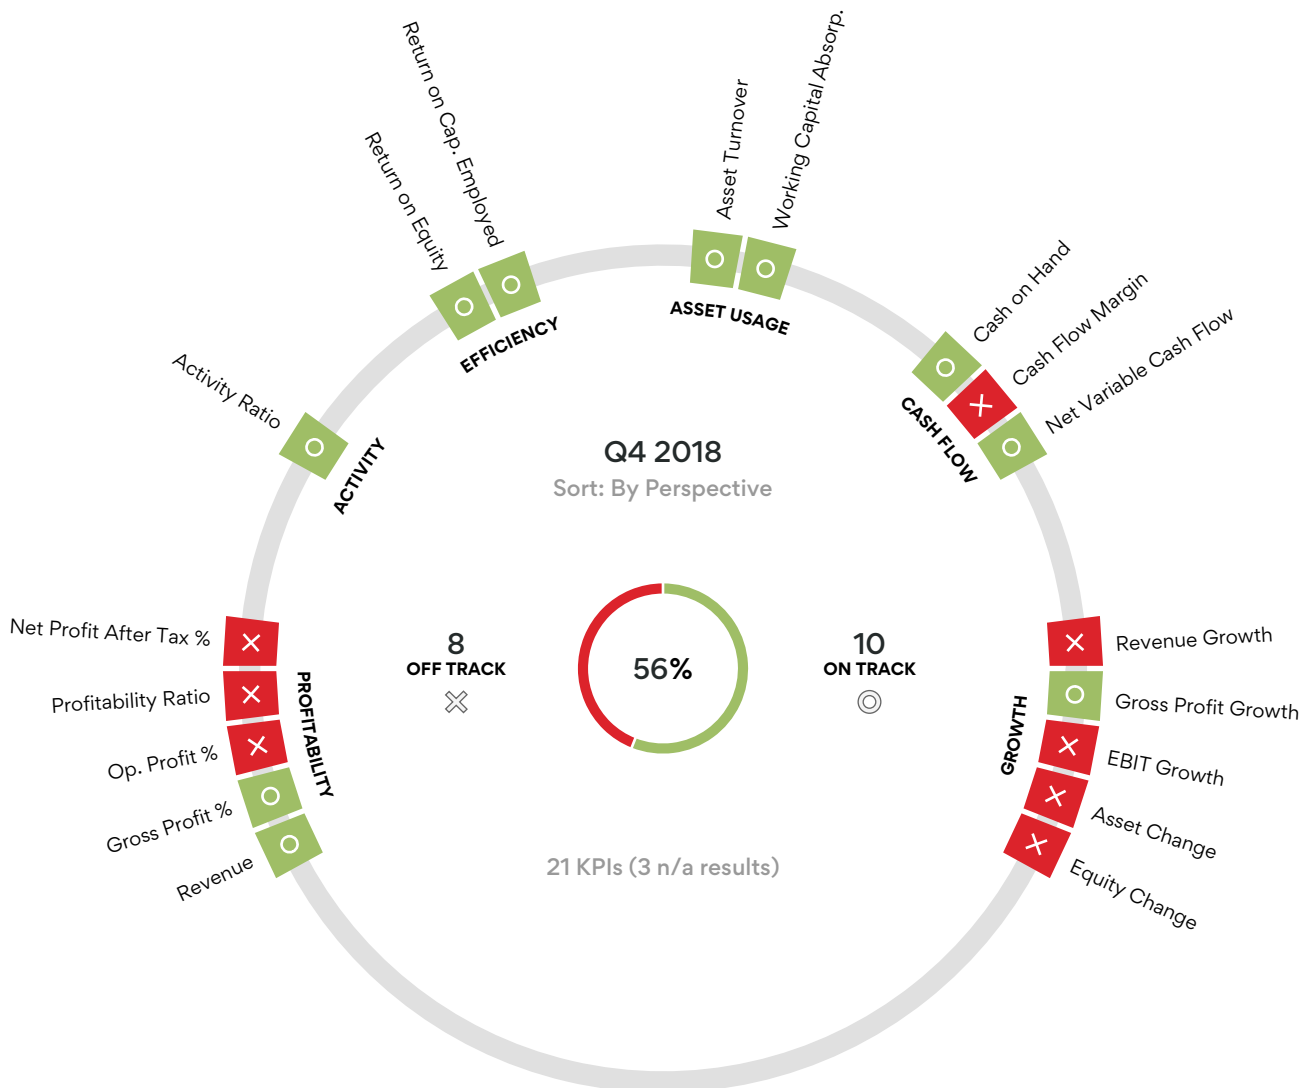 Return on Cap. Employed
Working Capital Absorp.
Asset Turnover
Return on Equity
Cash on Hand
Cash Flow Margin
Net Variable Cash Flow
ASSET USAGE
EFFICIENCY
Activity Ratio
CASH FLOW
ACTIVITY
Q4 2018
Sort: By Perspective
Net Profit After Tax %
Profitability Ratio
Op. Profit %
Gross Profit %
Revenue
PROFITABILITY
8
OFF TRACK
56%
10
ON TRACK
GROWTH
Revenue Growth
Gross Profit Growth
EBIT Growth
Asset Change
Equity Change
21 KPIs (3 n/a results)